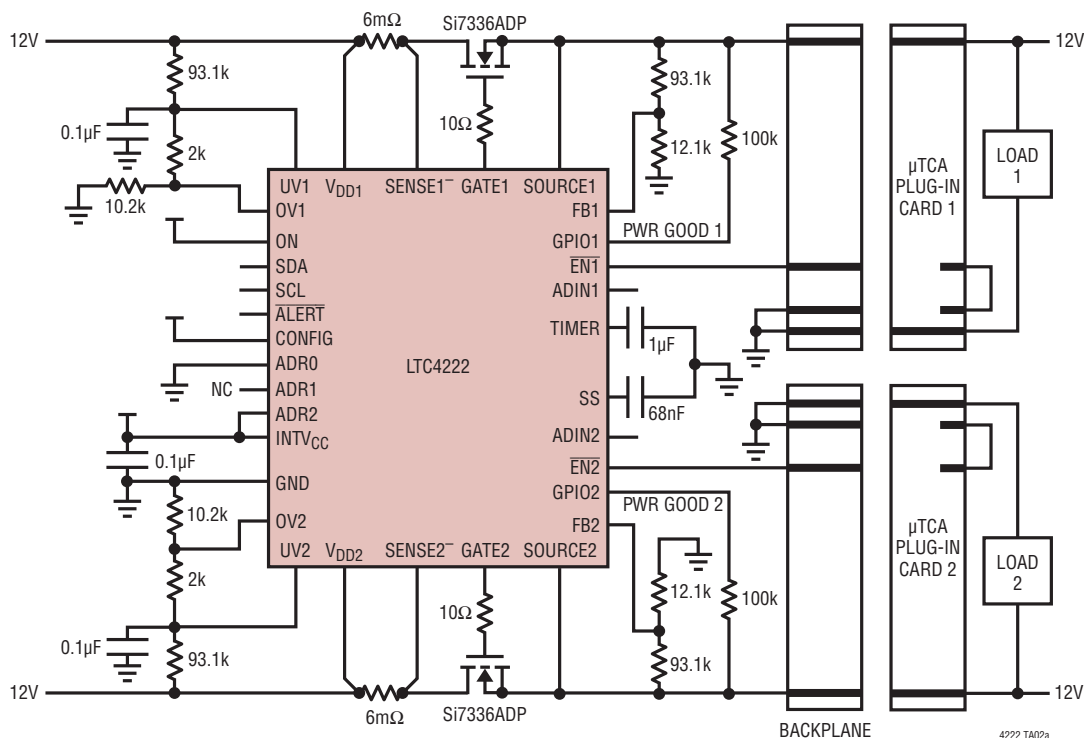 6mΩ
Si7336ADP
12V
12V
93.1k
93.1k
0.1µF
10Ω
12.1k
100k
2k
LOAD
1
µTCA
PLUG-IN
CARD 1
10.2k
UV1
VDD1
SENSE1–
GATE1
SOURCE1
OV1
FB1
ON
GPIO1
PWR GOOD 1
SDA
EN1
SCL
ADIN1
ALERT
TIMER
1µF
CONFIG
ADR0
LTC4222
NC
ADR1
SS
68nF
ADR2
INTVCC
ADIN2
0.1µF
EN2
GND
GPIO2
PWR GOOD 2
10.2k
OV2
FB2
UV2
VDD2
SENSE2–
GATE2
SOURCE2
µTCA
PLUG-IN
CARD 2
LOAD
2
2k
10Ω
12.1k
100k
0.1µF
93.1k
93.1k
12V
12V
6mΩ
Si7336ADP
BACKPLANE
4222 TA02a